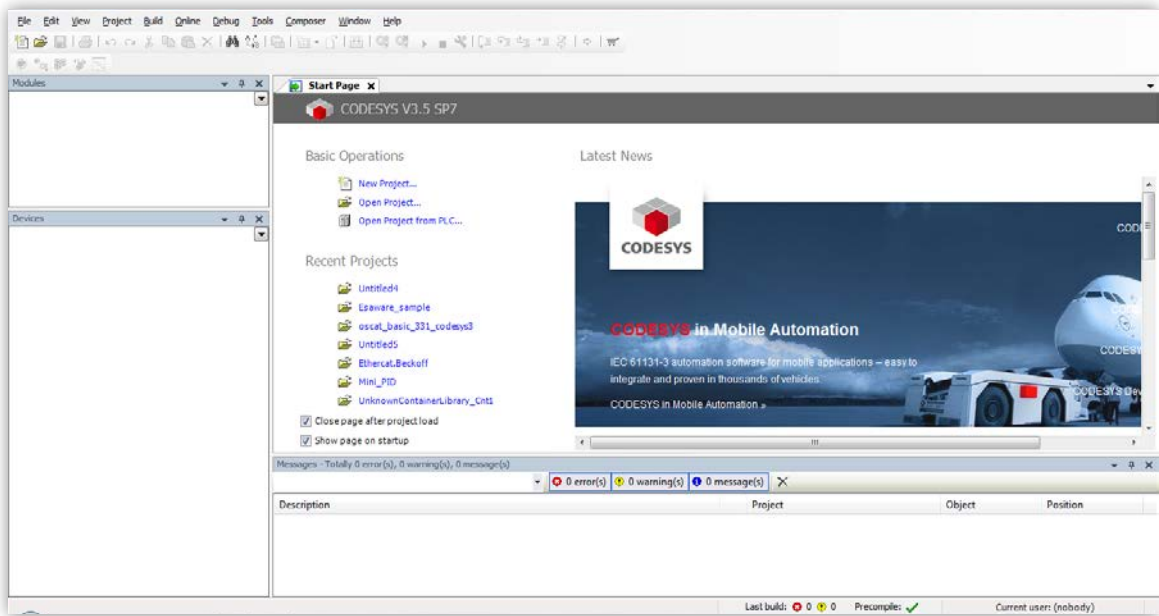 File Edit View Project Build Online Debug Tools Composer Window Help
Modules
Start Page
CODESYS V3.5 SP7
Basic Operations
New Project...
Open Project...
Open Project from PLC...
Recent Projects
Untitled4
Esaware_sample
oscat_basic_331_codesys3
Untitled5
Ethercat.Beckoff
Mini_PID
UnknownContainerLibrary_Cnt1
Close page after project load
Show page on startup
Latest News
CODESYS
CODESYS in Mobile Automation
IEC 61131-3 automation software for mobile applications – easy to
integrate and proven in thousands of vehicles
CODESYS in Mobile Automation »
CODESYS Dev
Devices
Messages - Totally 0 error(s), 0 warning(s), 0 message(s)
0 error(s) 0 warning(s) 0 message(s)
Description Project Object Position
Last build: 0 0 Precompile: Current user: (nobody)